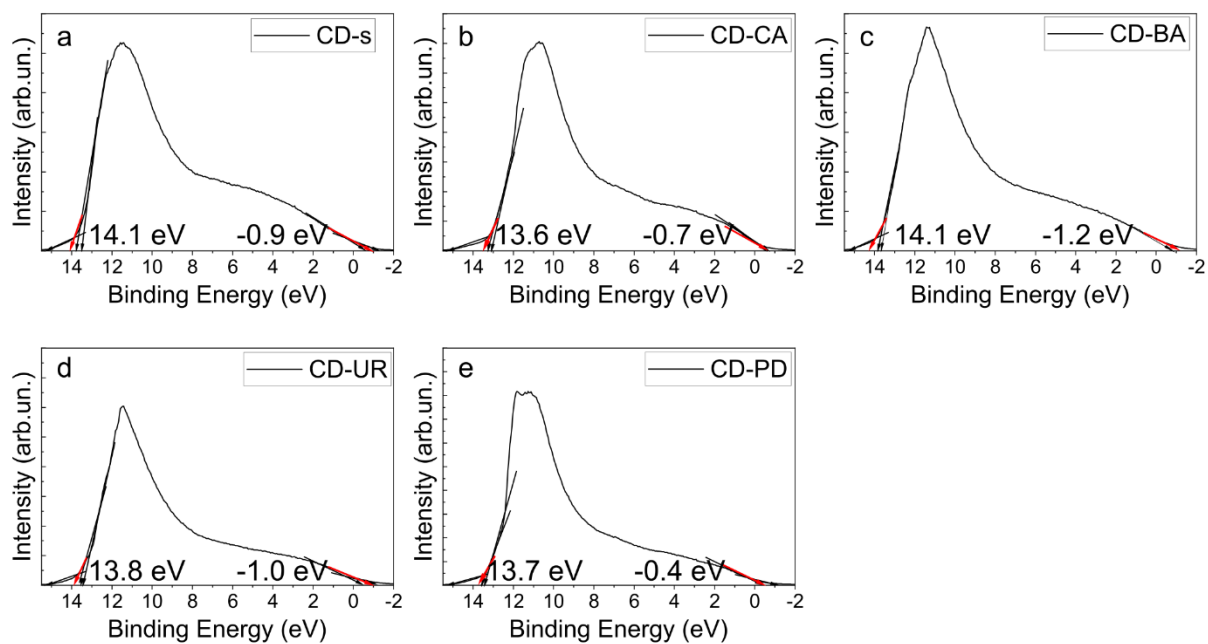 a
CD-s
Intensity (arb.un.)
14.1 eV
-0.9 eV
14 12 10 8 6 4 2 0 -2
Binding Energy (eV)
b
CD-CA
Intensity (arb.un.)
13.6 eV
-0.7 eV
14 12 10 8 6 4 2 0 -2
Binding Energy (eV)
c
CD-BA
Intensity (arb.un.)
14.1 eV
-1.2 eV
14 12 10 8 6 4 2 0 -2
Binding Energy (eV)
d
CD-UR
Intensity (arb.un.)
13.8 eV
-1.0 eV
14 12 10 8 6 4 2 0 -2
Binding Energy (eV)
e
CD-PD
Intensity (arb.un.)
13.7 eV
-0.4 eV
14 12 10 8 6 4 2 0 -2
Binding Energy (eV)